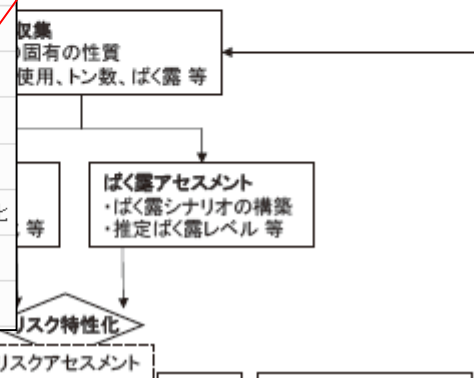 収集
固有の性質
使用、トン数、ばく露 等
ばく露アセスメント
・ばく露シナリオの構築
・推定ばく露レベル 等
と
等
リスク特性化
リスクアセスメント